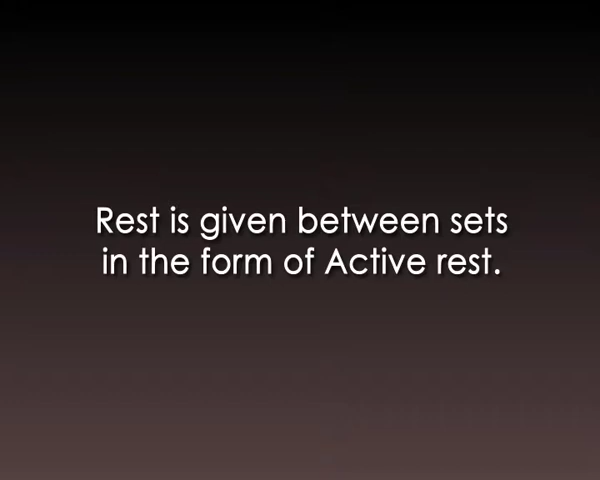 Rest is given between sets
in the form of Active rest.